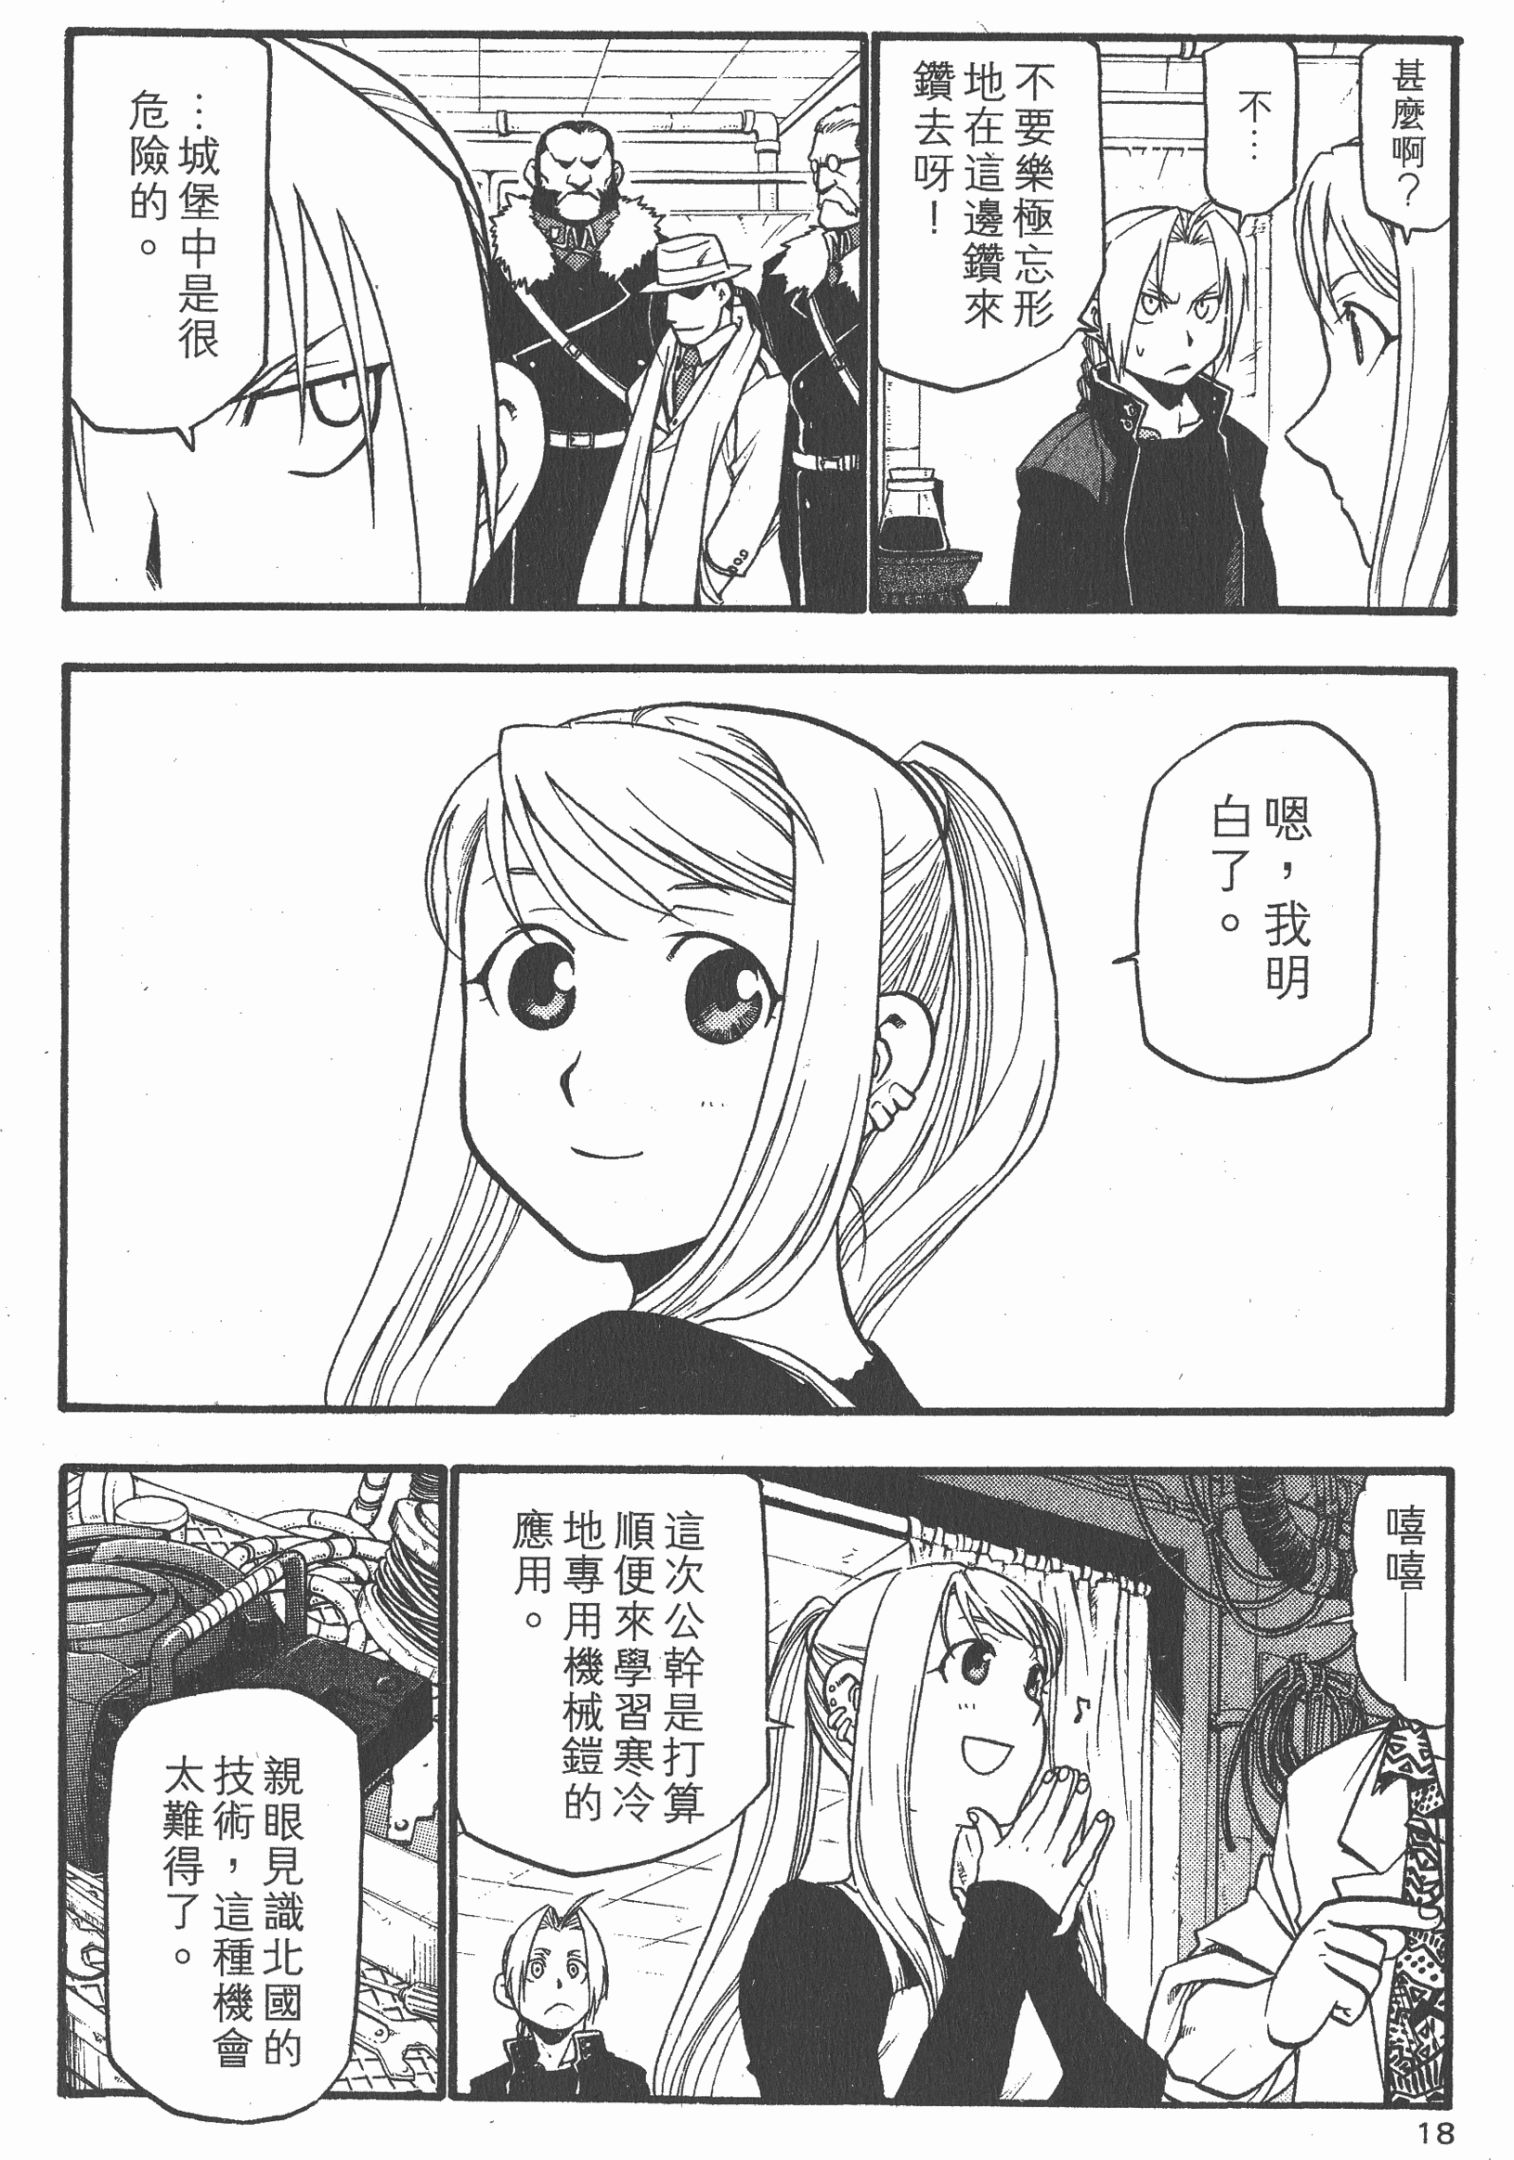 甚麼啊?
不…
不要樂極忘形
地在這邊鑽來
鑽去呀!
…城堡中是很
危險的。
嗯,我明
白了。
嘻嘻——
這次公幹是打算
順便來學習寒冷
地專用機械鎧的
應用。
親眼見識北國的
技術,這種機會
太難得了。
18